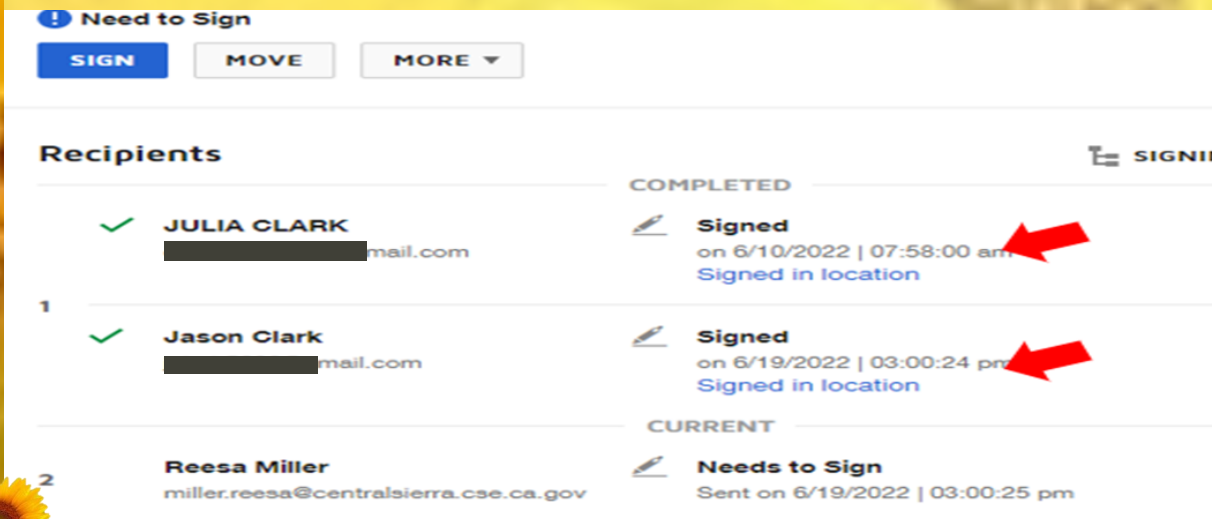 Need to Sign
SIGN MOVE MORE
Recipients
COMPLETED
JULIA CLARK Signed
mail.com on 6/10/2022 | 07:58:00 am
Signed in location
1
Jason Clark Signed
mail.com on 6/19/2022 | 03:00:24 pm
Signed in location
CURRENT
Reesa Miller Needs to Sign
2
miller.reesa@centralsierra.cse.ca.gov Sent on 6/19/2022 | 03:00:25 pm